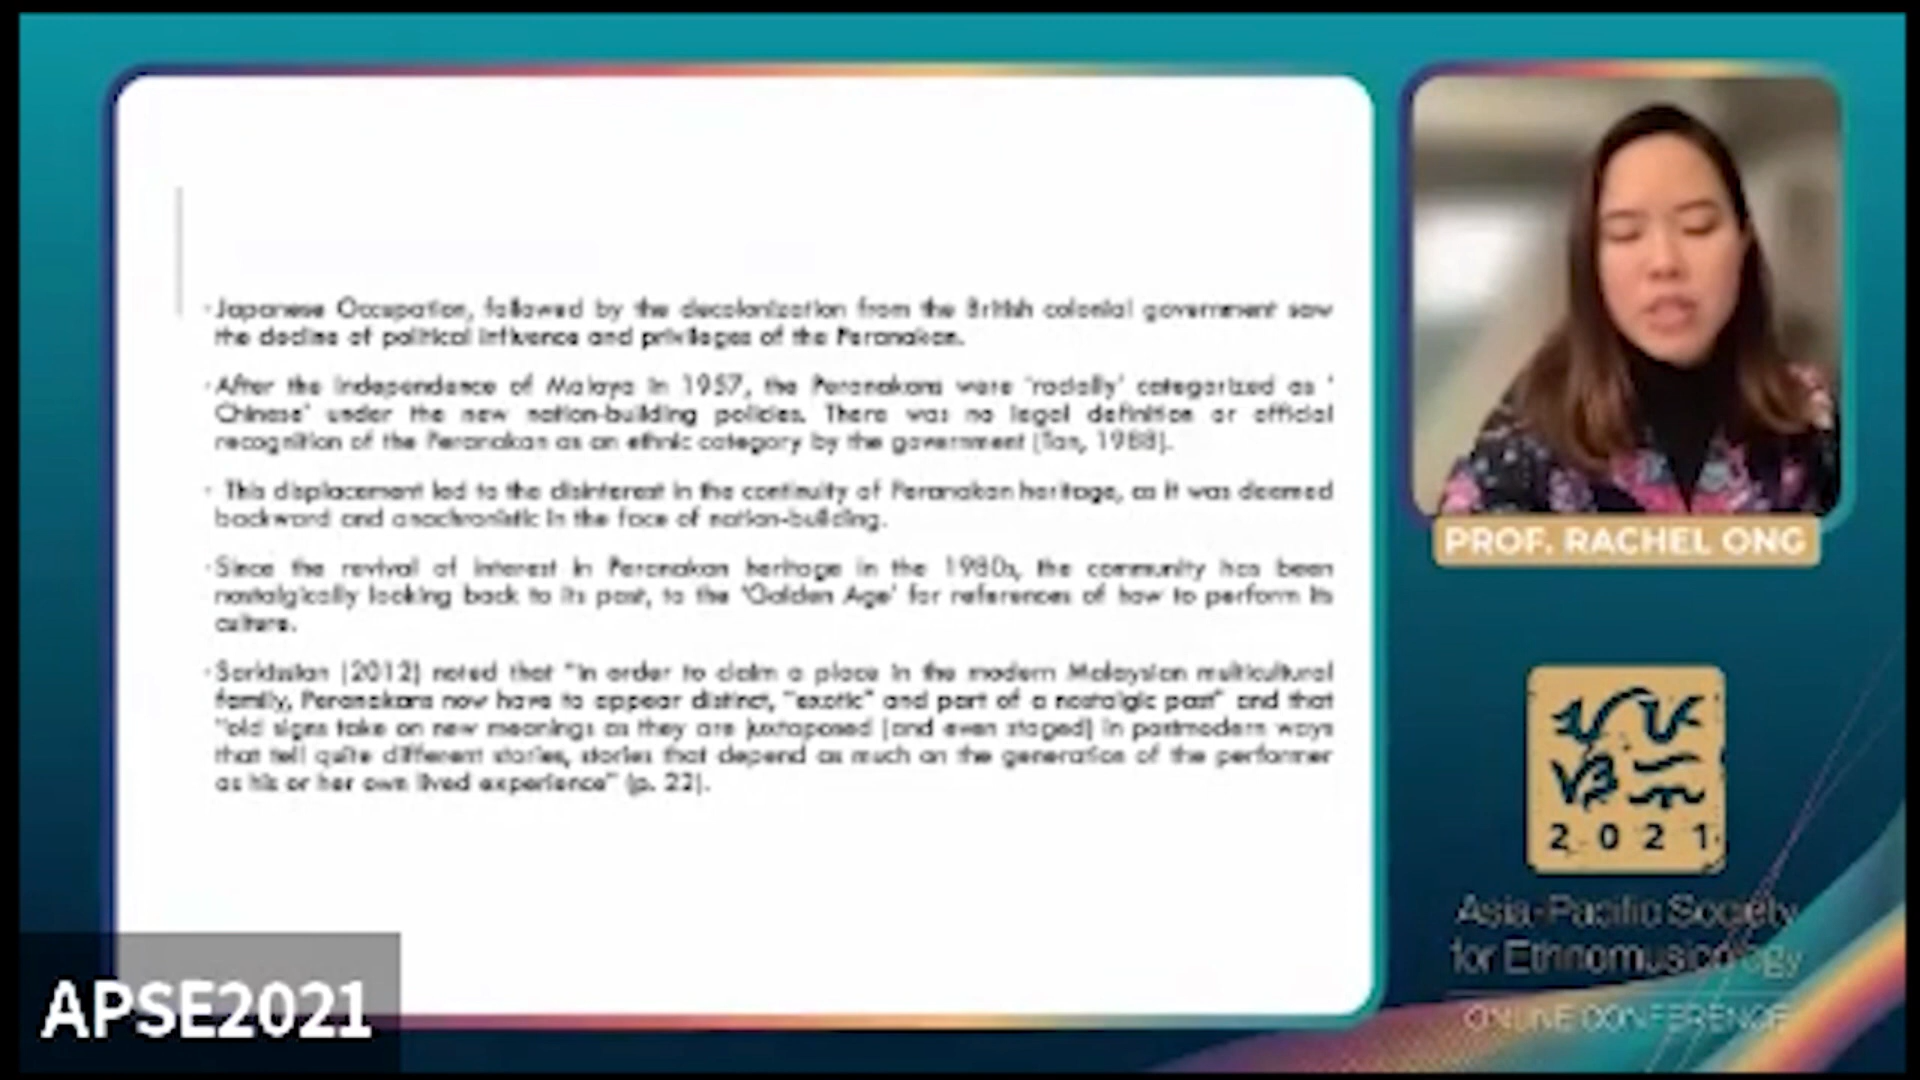 · Japanese Occupation, followed by the decolonization from the British colonial government saw
the decline of political influence and privileges of the Peranakan.
· After the independence of Malaya in 1957, the Peranakans were 'racially' categorized as '
Chinese' under the new nation-building policies. There was no legal definition or official
recognition of the Peranakan as an ethnic category by the government (Tan, 1988).
· This displacement led to the disinterest in the continuity of Peranakan heritage, as it was deemed
backward and anachronistic in the face of nation-building.
· Since the revival of interest in Peranakan heritage in the 1980s, the community has been
nostalgically looking back to its past, to the 'Golden Age' for references of how to perform its
culture.
· Sarkissian (2012) noted that "in order to claim a place in the modern Malaysian multicultural
family, Peranakans now have to appear distinct, "exotic" and part of a nostalgic past" and that
"old signs take on new meanings as they are juxtaposed (and even staged) in postmodern ways
that tell quite different stories, stories that depend as much on the generation of the performer
as his or her own lived experience" (p. 22).
PROF. RACHEL ONG
2021
Asia-Pacific Society
for Ethnomusicology
ONLINE CONFERENCE
APSE2021